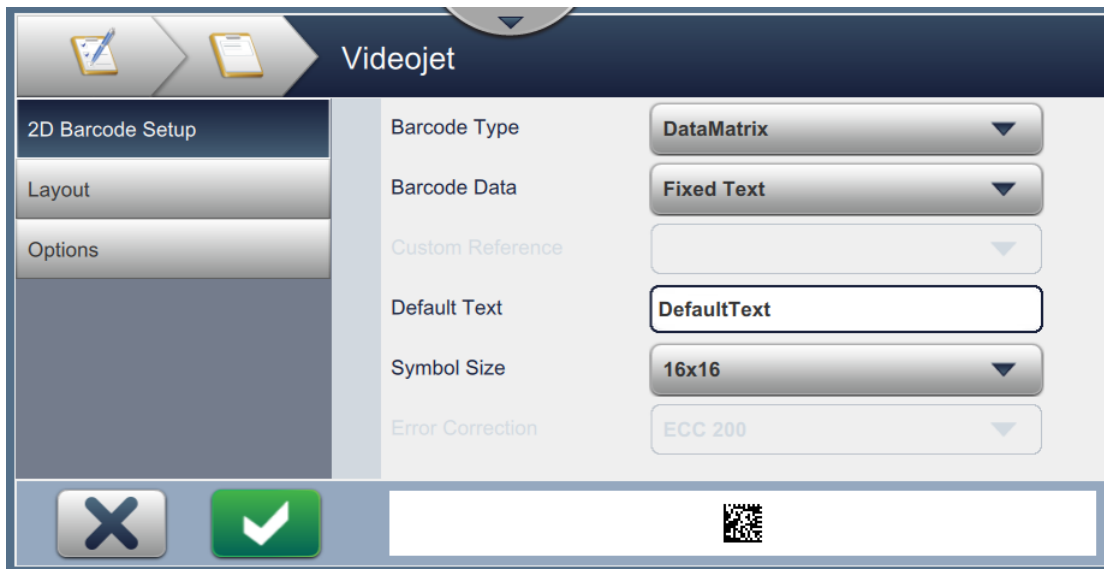 Videojet
2D Barcode Setup
Layout
Options
Barcode Type DataMatrix
Barcode Data Fixed Text
Custom Reference
Default Text DefaultText
Symbol Size 16x16
Error Correction ECC 200